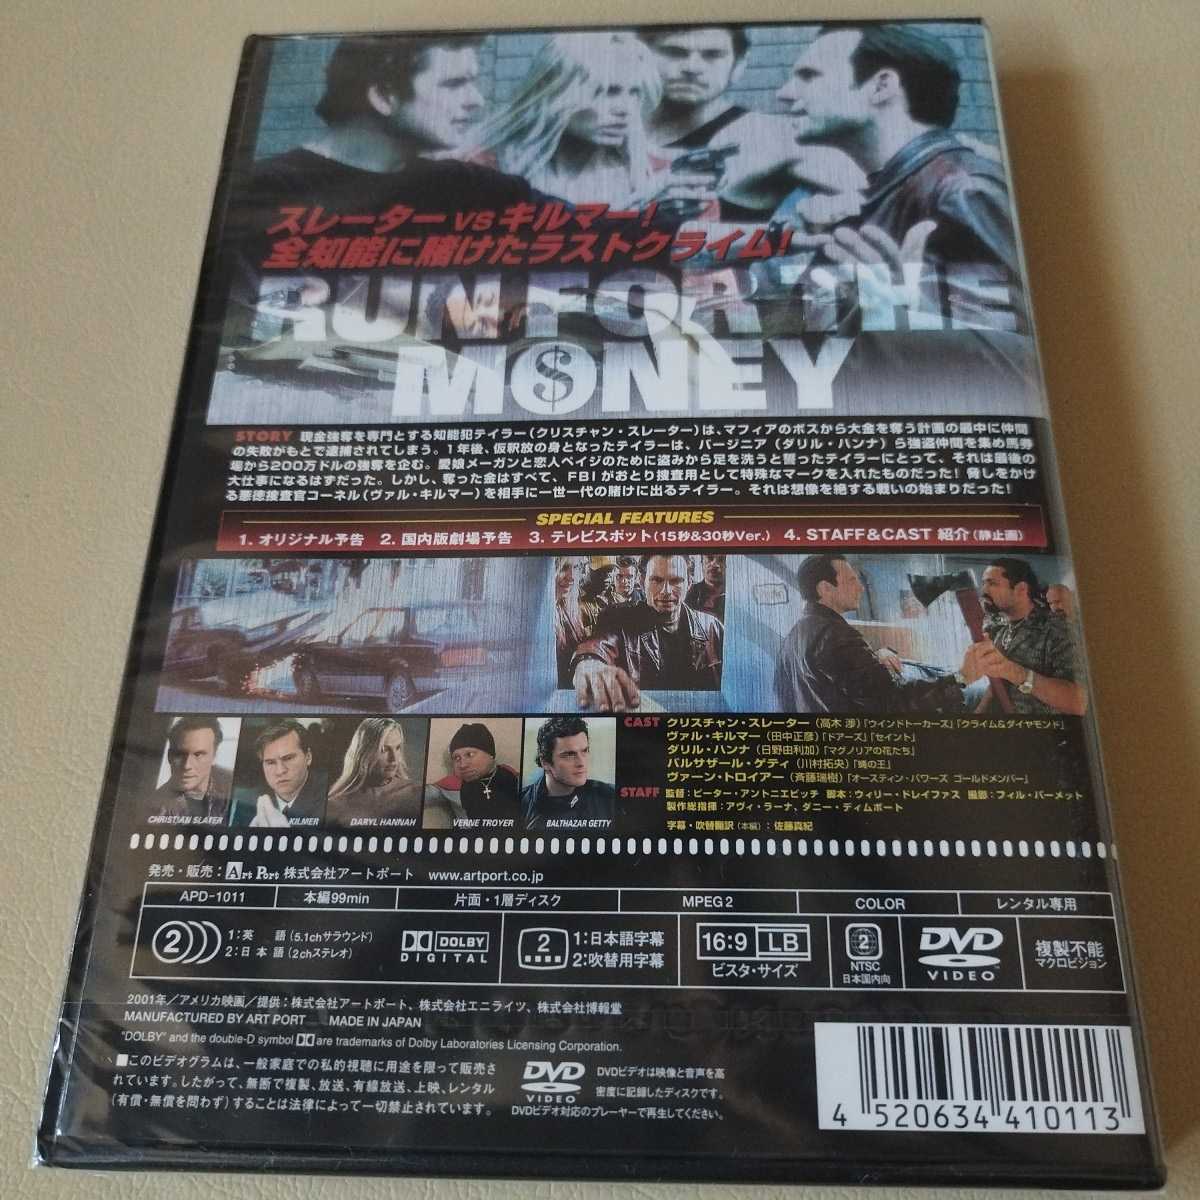 スレーター vs キルマー!
全知能に賭けたラストクライム!
RUN FOR THE
M$NEY
STORY 現金強奪を専門とする知能犯テイラー(クリスチャン・スレーター)は、マフィアのボスから大金を奪う計画の最中に仲間
の失敗がもとで逮捕されてしまう。1年後、仮釈放の身となったテイラーは、バージニア(ダリル・ハンナ)ら強盗仲間を集め馬券
場から200万ドルの強奪を企む。愛娘メーガンと恋人ペイジのために盗みから足を洗うと誓ったテイラーにとって、それは最後の
大仕事になるはずだった。しかし、奪った金はすべて、FBIがおとり捜査用として特殊なマークを入れたものだった!脅しをかけ
る悪徳捜査官コーネル(ヴァル・キルマー)を相手に一世一代の賭けに出るテイラー。それは想像を絶する戦いの始まりだった!
SPECIAL FEATURES
1. オリジナル予告 2. 国内版劇場予告 3. テレビスポット(15秒&30秒Ver.) 4. STAFF&CAST 紹介(静止画)
CAST クリスチャン・スレーター(高木 渉)「ウインドトーカーズ」「クライム&ダイヤモンド」
ヴァル・キルマー(田中正彦)「ドアーズ」「セイント」
ダリル・ハンナ(日野由利加)「マグノリアの花たち」
バルサザール・ゲティ(川村拓央)「蝿の王」
ヴァーン・トロイアー(斉藤瑞樹)「オースティン・パワーズ ゴールドメンバー」
STAFF 監督:ピーター・アントニエビッチ 脚本:ウィリー・ドレイファス 撮影:フィル・パーメット
製作総指揮:アヴィ・ラーナ、ダニー・ディムボート
字幕・吹替翻訳(本編):佐藤真紀
CHRISTIAN SLATER
KILMER
DARYL HANNAH
VERNE TROYER
BALTHAZAR GETTY
発売・販売: Art Port 株式会社アートポート www.artport.co.jp
APD-1011 本編99min 片面・1層ディスク MPEG2 COLOR レンタル専用
2 1:英 語(5.1chサラウンド)
2:日 本 語(2chステレオ)
DOLBY
DIGITAL
2 1:日本語字幕
2:吹替用字幕
16:9 LB
ビスタ・サイズ
2
NTSC
日本国内向
DVD
VIDEO
複製不能
マクロビジョン
2001年/アメリカ映画/提供:株式会社アートポート、株式会社エニライツ、株式会社博報堂
MANUFACTURED BY ART PORT MADE IN JAPAN
"DOLBY" and the double-D symbol are trademarks of Dolby Laboratories Licensing Corporation.
■このビデオグラムは、一般家庭での私的視聴に用途を限って販売さ
れています。したがって、無断で複製、放送、有線放送、上映、レンタル
(有償・無償を問わず)することは法律によって一切禁止されています。
DVD
VIDEO
DVDビデオは映像と音声を高
密度に記録したディスクです。
DVDビデオ対応のプレーヤーで再生してください。
4 520634 410113